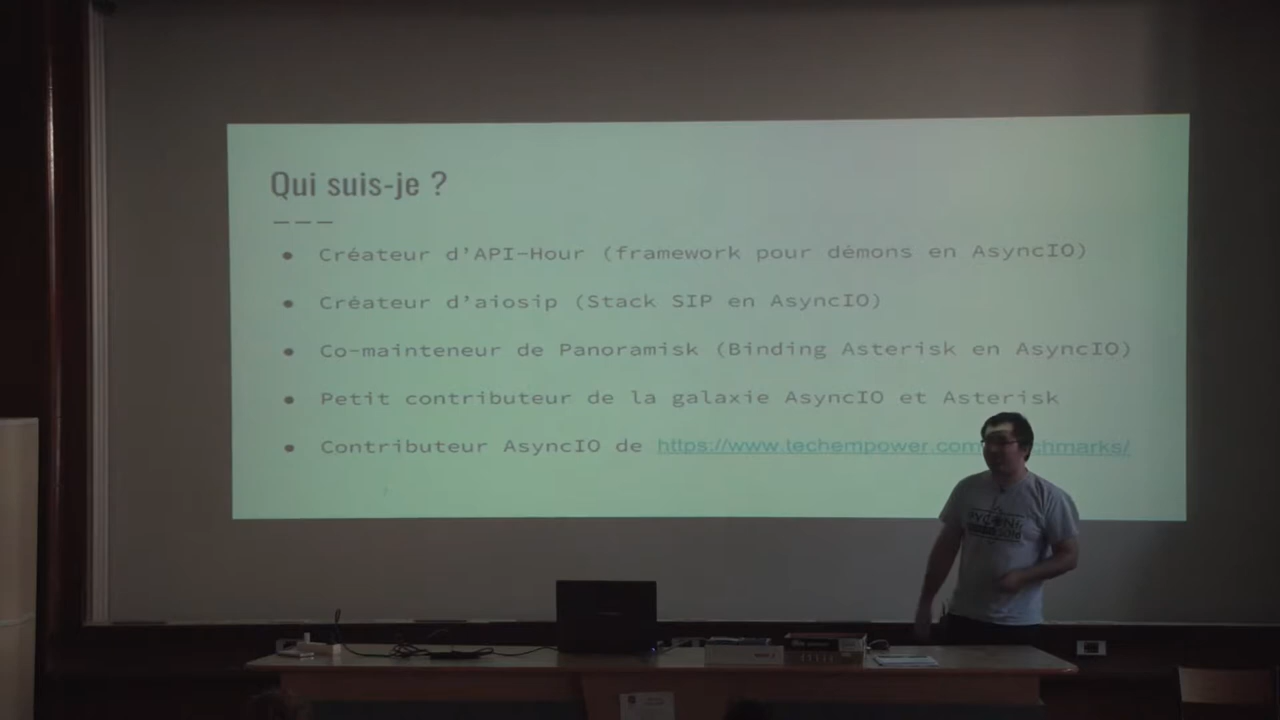 Qui suis-je ?
● Créateur d'API-Hour (framework pour démons en AsyncIO)
● Créateur d'aiosip (Stack SIP en AsyncIO)
● Co-mainteneur de Panoramisk (Binding Asterisk en AsyncIO)
● Petit contributeur de la galaxie AsyncIO et Asterisk
● Contributeur AsyncIO de https://www.techempower.com chmarks/